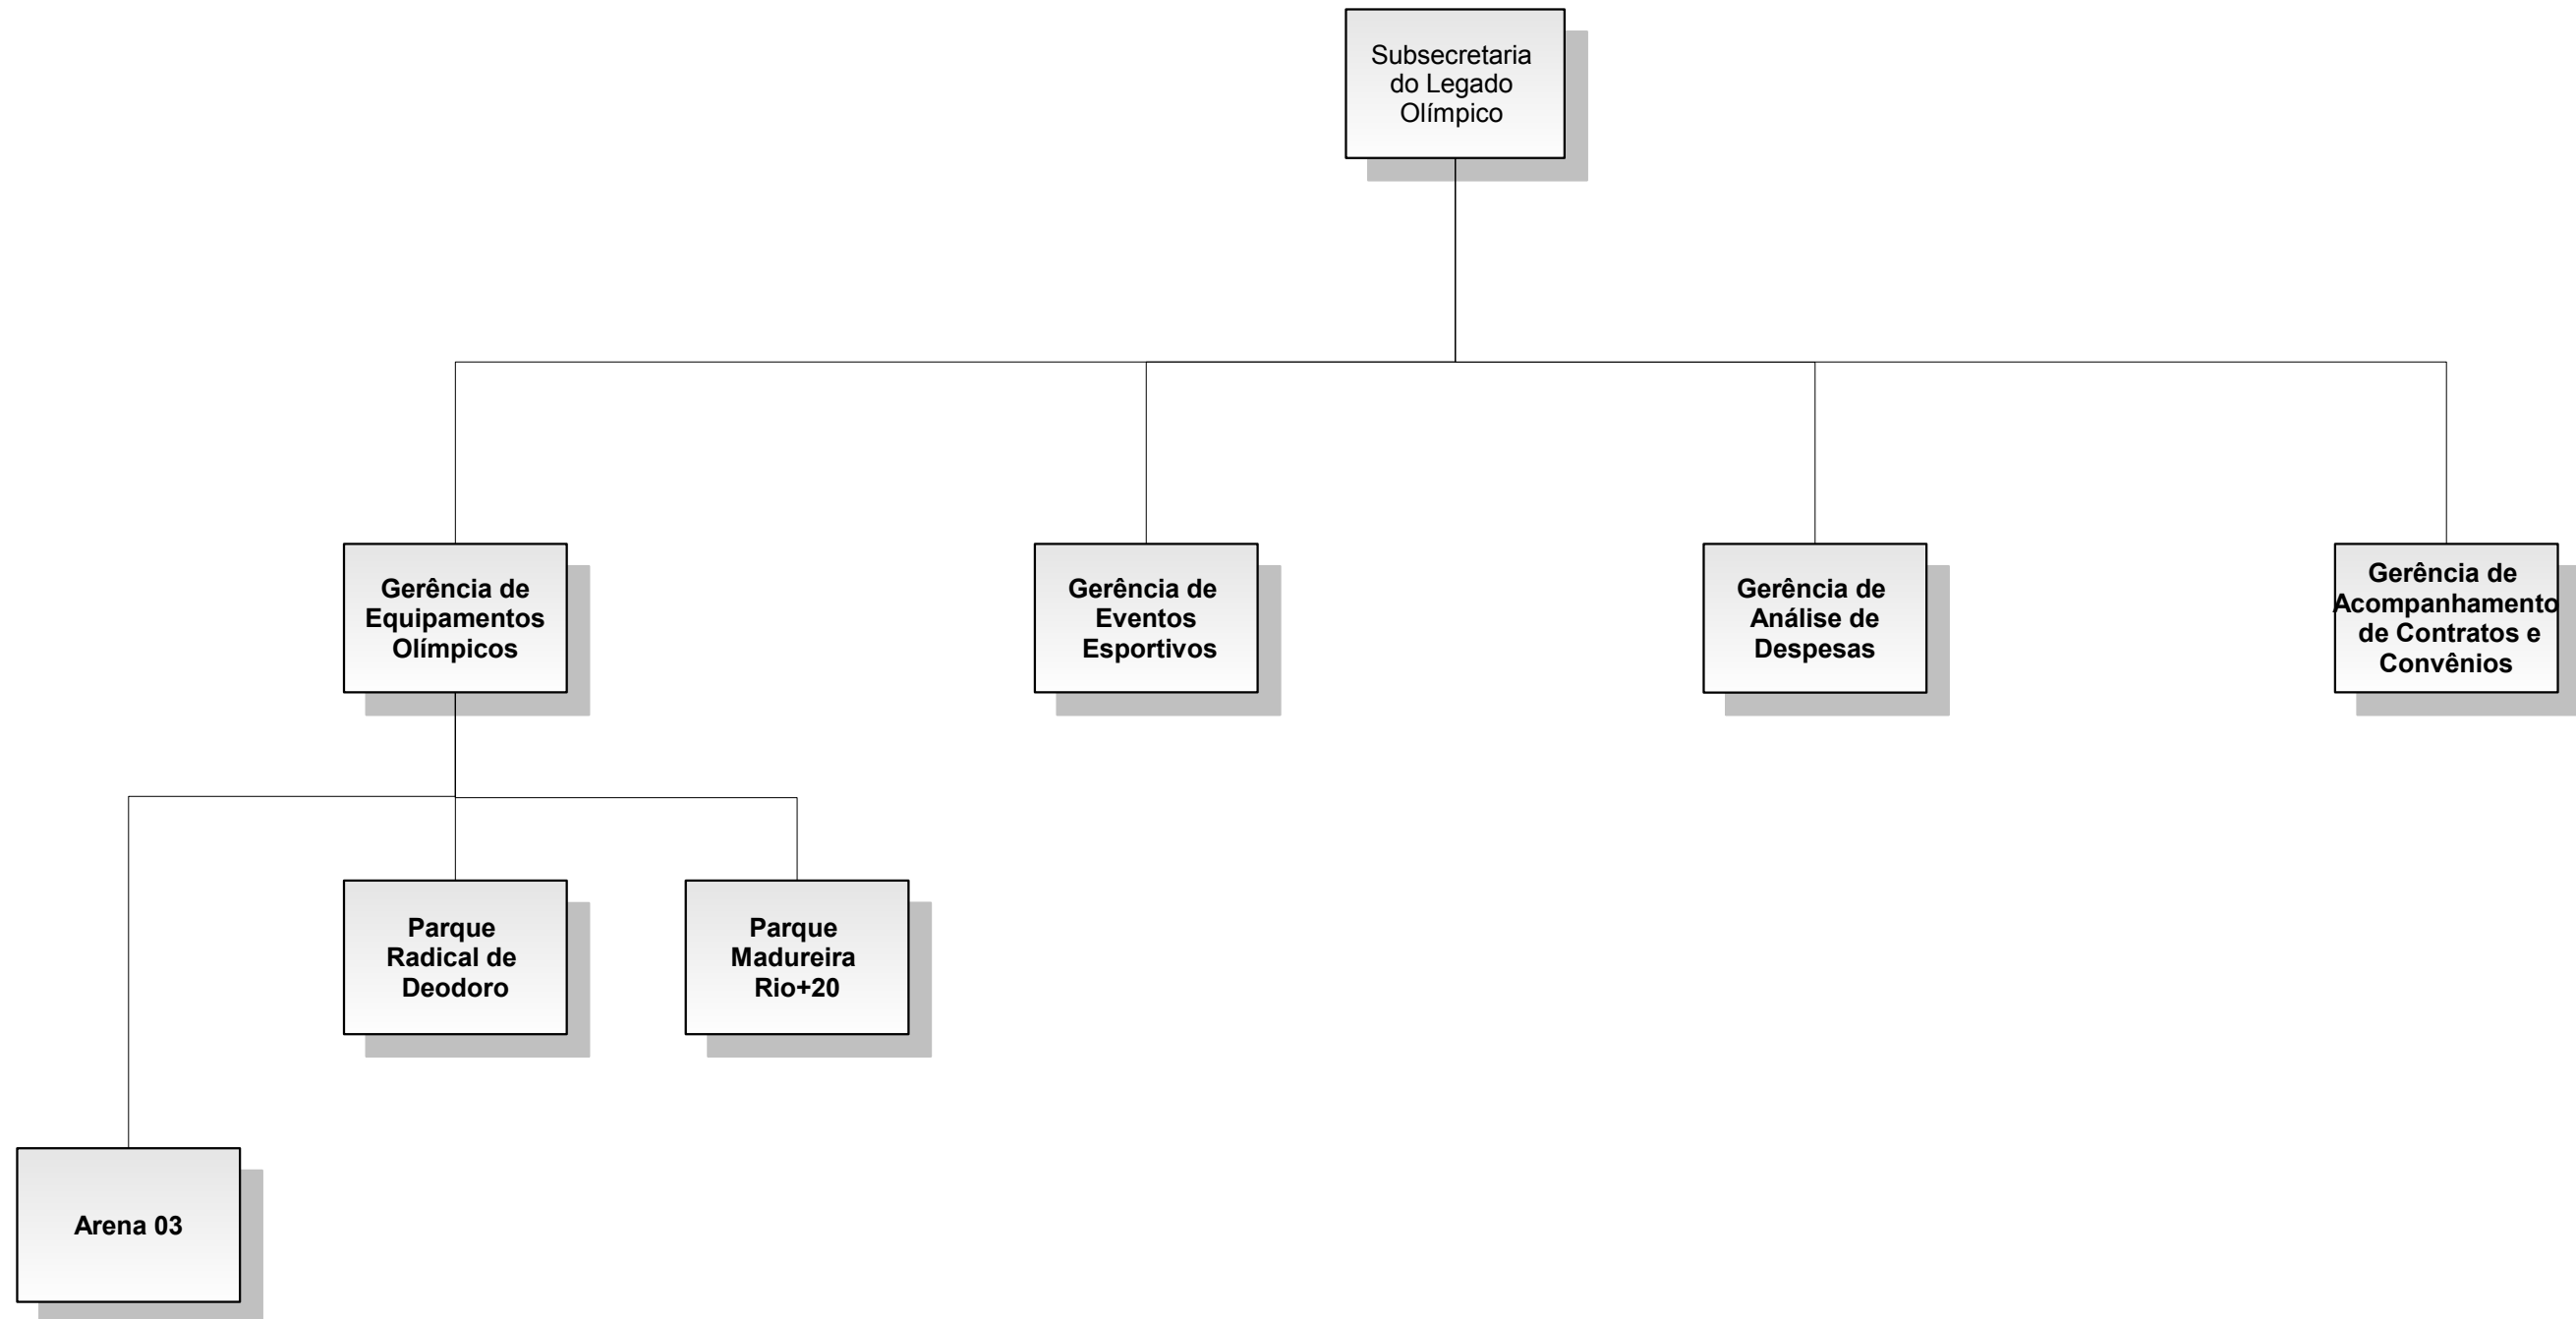 Subsecretaria
do Legado
Olímpico
Gerência de
Equipamentos
Olímpicos
Gerência de
Eventos
Esportivos
Gerência de
Análise de
Despesas
Gerência de
Acompanhamento
de Contratos e
Convênios
Parque
Radical de
Deodoro
Parque
Madureira
Rio+20
Arena 03